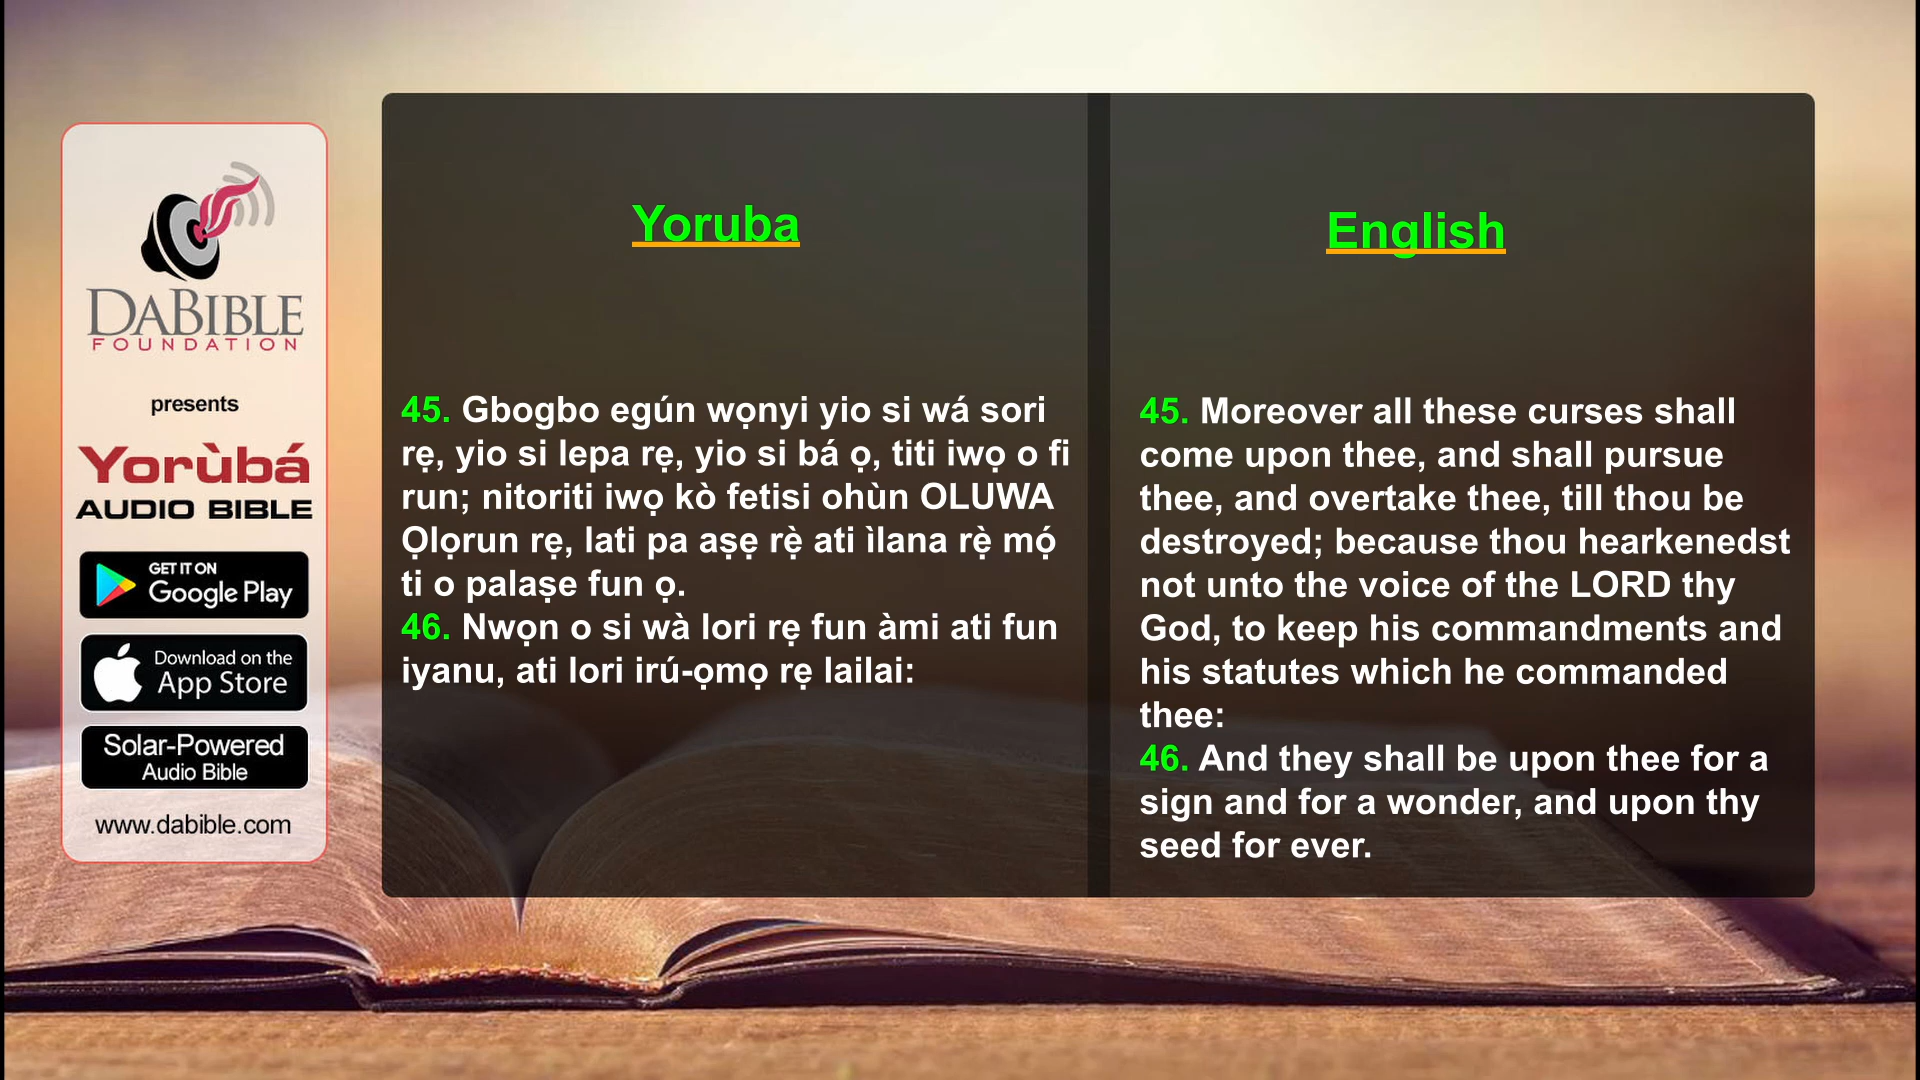 DABIBLE
FOUNDATION
presents
Yorùbá
AUDIO BIBLE
GET IT ON
Google Play
Download on the
App Store
Solar-Powered
Audio Bible
www.dabible.com
Yoruba
45. Gbogbo egún wọnyi yio si wá sori
rẹ, yio si lepa rẹ, yio si bá ọ, titi iwọ o fi
run; nitoriti iwọ kò fetisi ohùn OLUWA
Ọlọrun rẹ, lati pa aṣẹ rẹ̀ ati ìlana rẹ̀ mọ́
ti o palaṣe fun ọ.
46. Nwọn o si wà lori rẹ fun àmi ati fun
iyanu, ati lori irú-ọmọ rẹ lailai:
English
45. Moreover all these curses shall
come upon thee, and shall pursue
thee, and overtake thee, till thou be
destroyed; because thou hearkenedst
not unto the voice of the LORD thy
God, to keep his commandments and
his statutes which he commanded
thee:
46. And they shall be upon thee for a
sign and for a wonder, and upon thy
seed for ever.